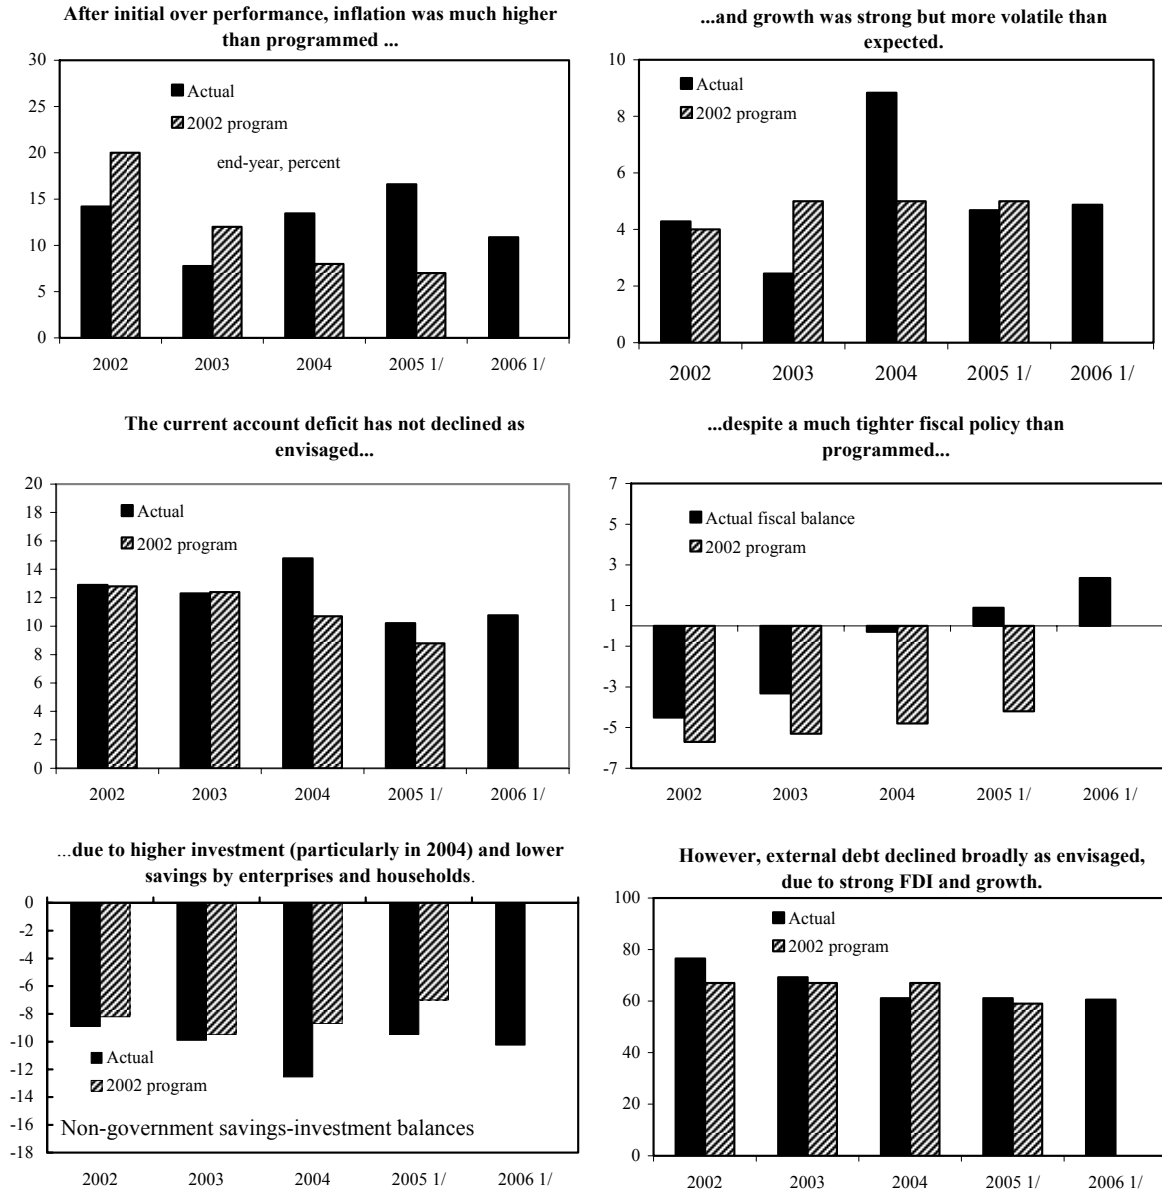 After initial over performance, inflation was much higher
than programmed ...
30
25
20
15
10
5
0
Actual
2002 program
end-year, percent
2002 2003 2004 2005 1/ 2006 1/
...and growth was strong but more volatile than
expected.
10
8
6
4
2
0
Actual
2002 program
2002 2003 2004 2005 1/ 2006 1/
The current account deficit has not declined as
envisaged...
20
18
16
14
12
10
8
6
4
2
0
Actual
2002 program
2002 2003 2004 2005 1/ 2006 1/
...despite a much tighter fiscal policy than
programmed...
7
5
3
1
-1
-3
-5
-7
Actual fiscal balance
2002 program
2002 2003 2004 2005 1/ 2006 1/
...due to higher investment (particularly in 2004) and lower
savings by enterprises and households.
0
-2
-4
-6
-8
-10
-12
-14
-16
-18
Actual
2002 program
Non-government savings-investment balances
2002 2003 2004 2005 1/ 2006 1/
However, external debt declined broadly as envisaged,
due to strong FDI and growth.
100
80
60
40
20
0
Actual
2002 program
2002 2003 2004 2005 1/ 2006 1/